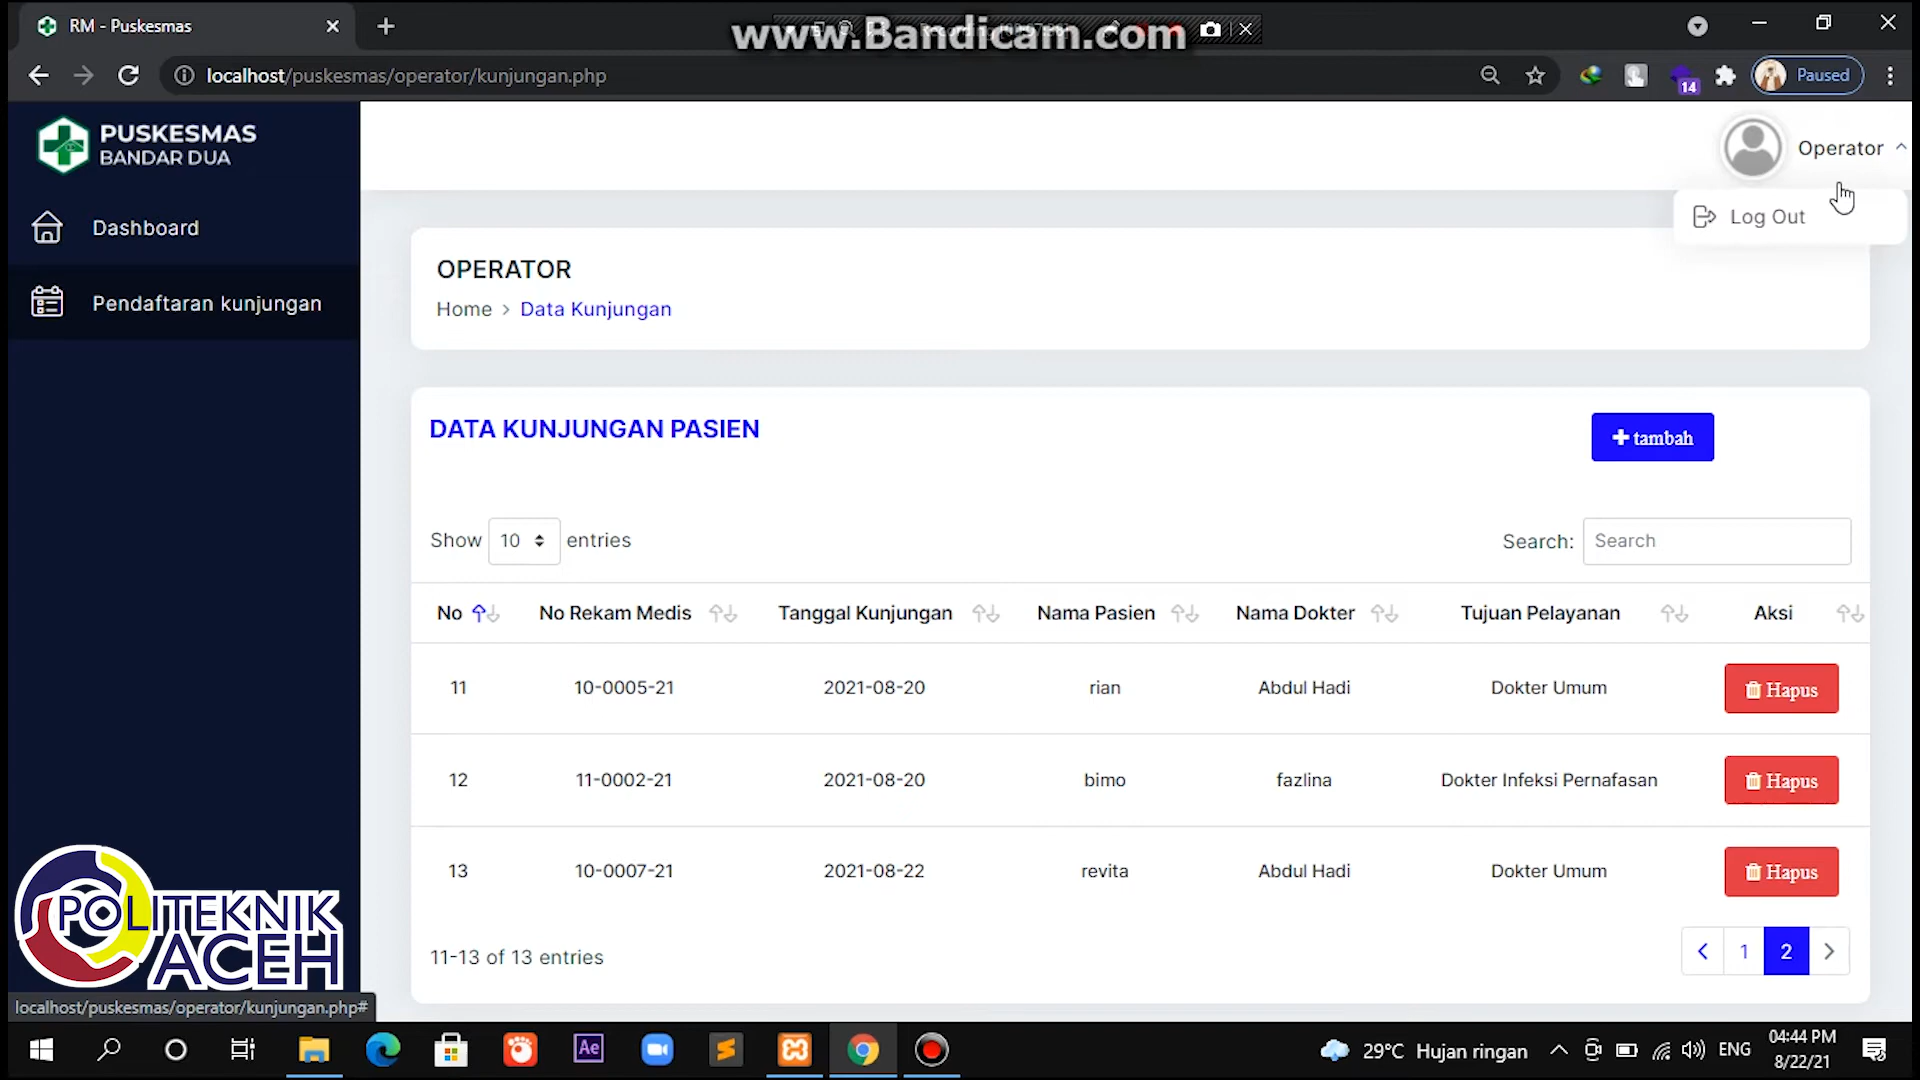 RM - Puskesmas
www.Bandicam.com
localhost/puskesmas/operator/kunjungan.php
14
Paused
PUSKESMAS
BANDAR DUA
Operator
Log Out
Dashboard
Pendaftaran kunjungan
OPERATOR
Home > Data Kunjungan
DATA KUNJUNGAN PASIEN
tambah
Show 10 entries
Search: Search
No No Rekam Medis Tanggal Kunjungan Nama Pasien Nama Dokter Tujuan Pelayanan Aksi
11 10-0005-21 2021-08-20 rian Abdul Hadi Dokter Umum Hapus
12 11-0002-21 2021-08-20 bimo fazlina Dokter Infeksi Pernafasan Hapus
13 10-0007-21 2021-08-22 revita Abdul Hadi Dokter Umum Hapus
11-13 of 13 entries
1 2
POLITEKNIK
ACEH
localhost/puskesmas/operator/kunjungan.php#
Ae
29°C Hujan ringan
ENG
04:44 PM
8/22/21